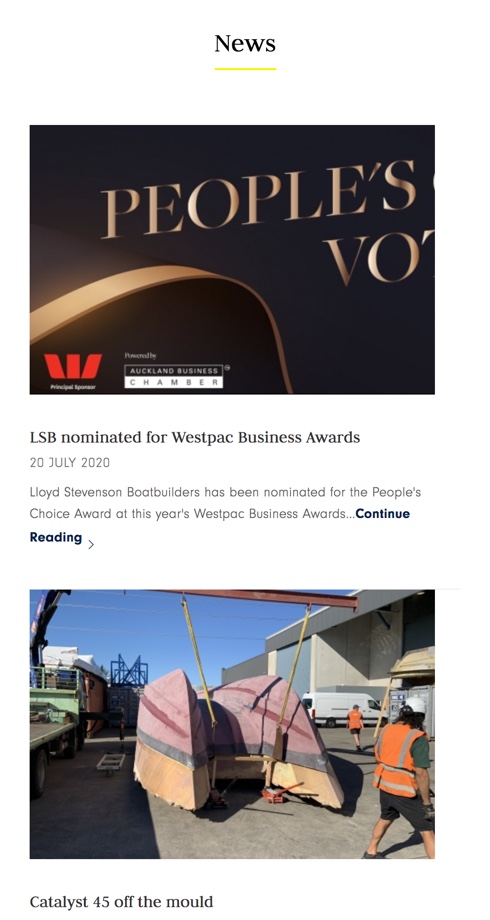 News
PEOPLE'S
VOT
Powered by
AUCKLAND BUSINESS
CHAMBER
Principal Sponsor
LSB nominated for Westpac Business Awards
20 JULY 2020
Lloyd Stevenson Boatbuilders has been nominated for the People's
Choice Award at this year's Westpac Business Awards...Continue
Reading
Catalyst 45 off the mould